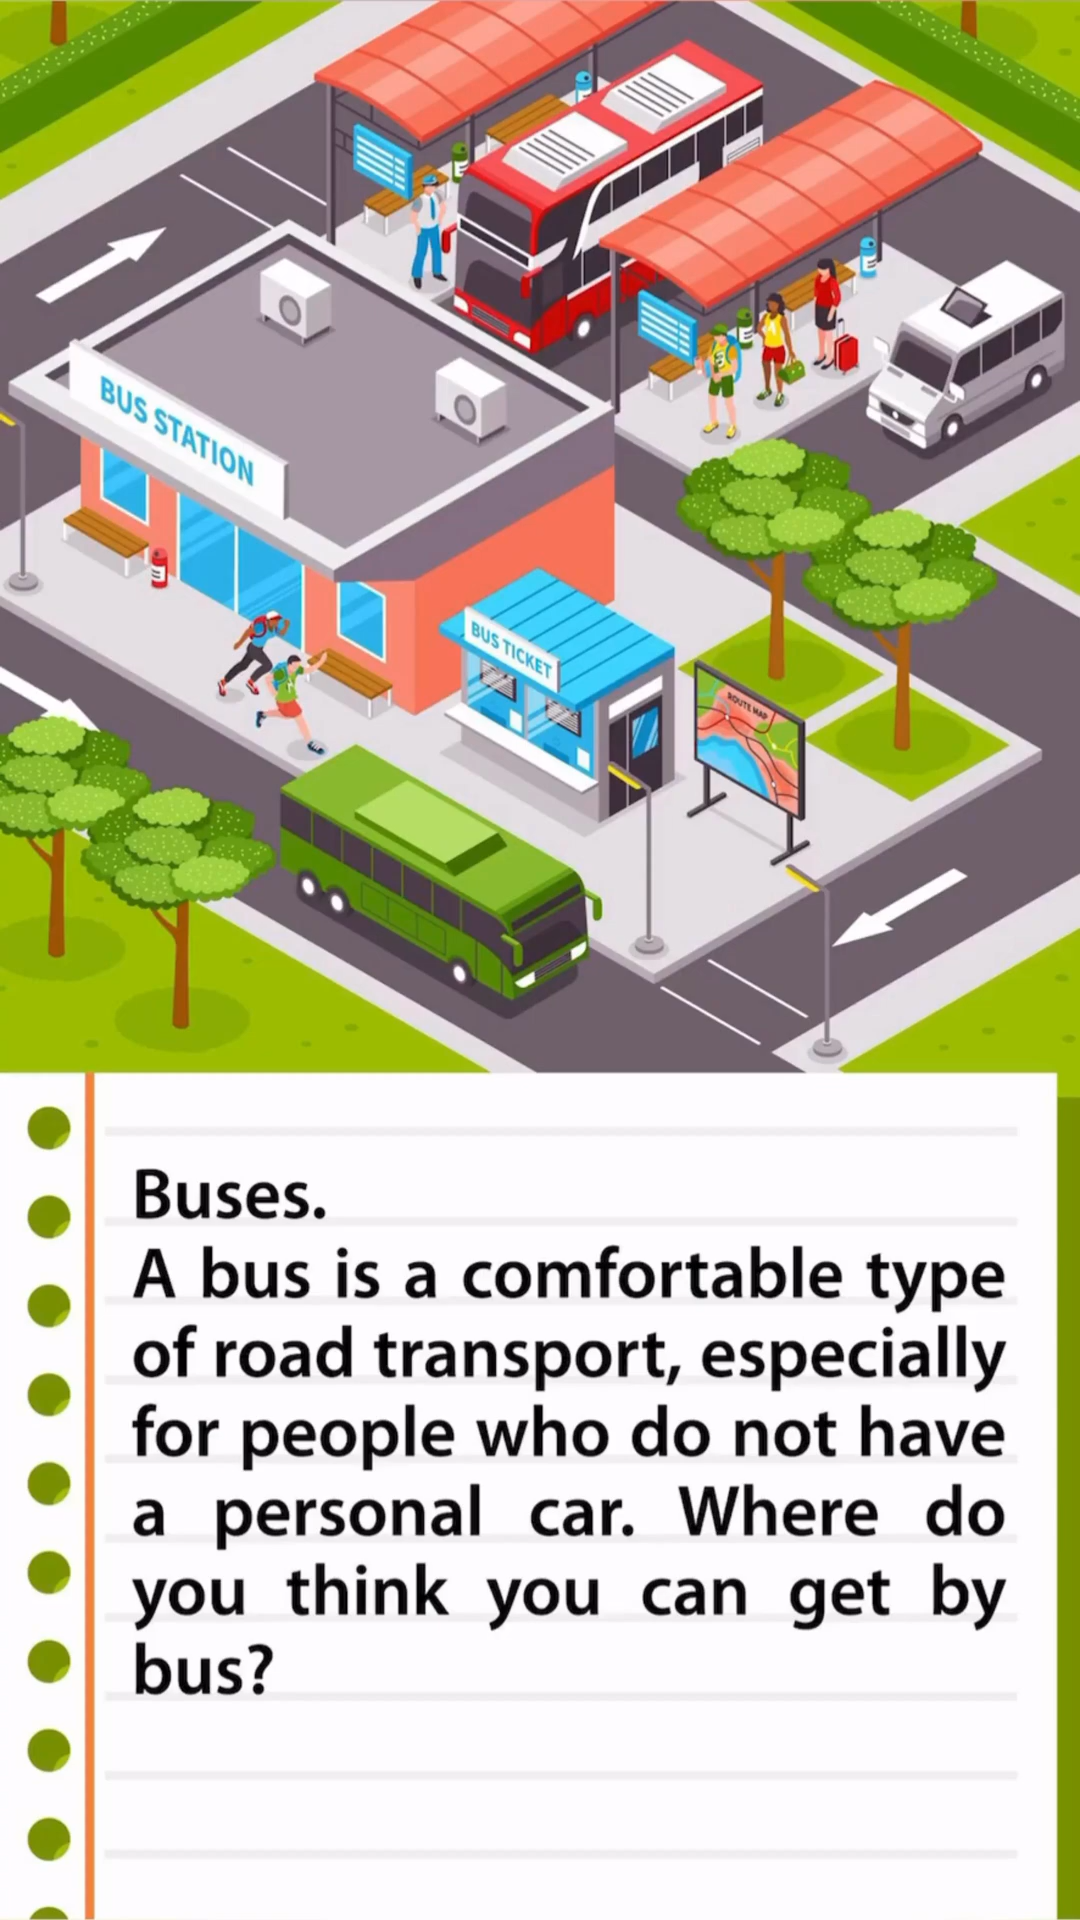 BUS STATION
BUS TICKET
ROUTE MAP
Buses.
A bus is a comfortable type
of road transport, especially
for people who do not have
a personal car. Where do
you think you can get by
bus?